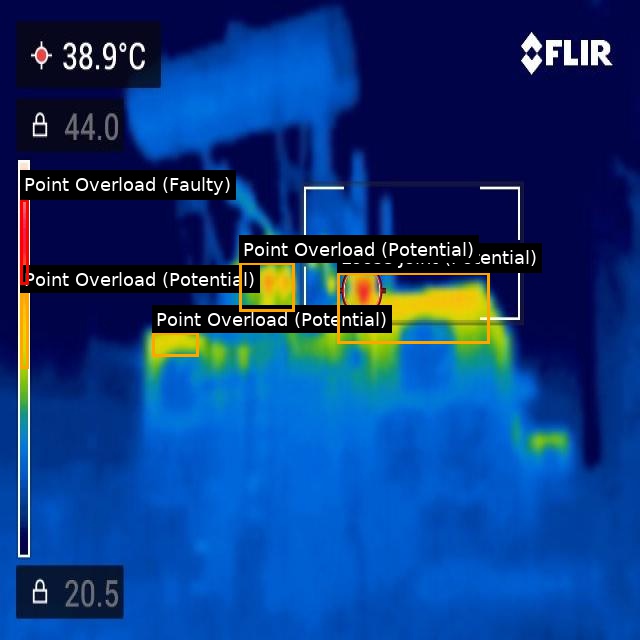 38.9°C
FLIR
44.0
Point Overload (Faulty)
Point Overload (Potential)
Point Overload (Potential)
Point Overload (Potential)
20.5